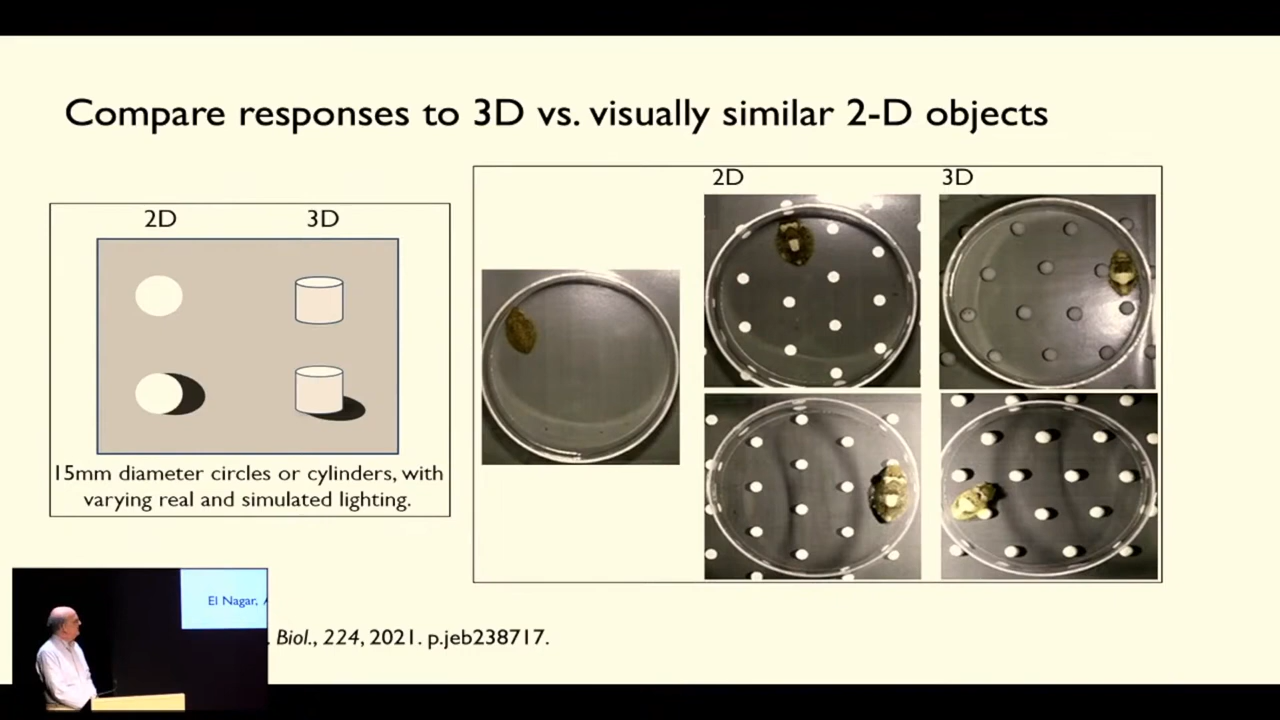 Compare responses to 3D vs. visually similar 2-D objects
2D 3D
15mm diameter circles or cylinders, with
varying real and simulated lighting.
2D
3D
El Nagar,
Biol., 224, 2021. p.jeb238717.